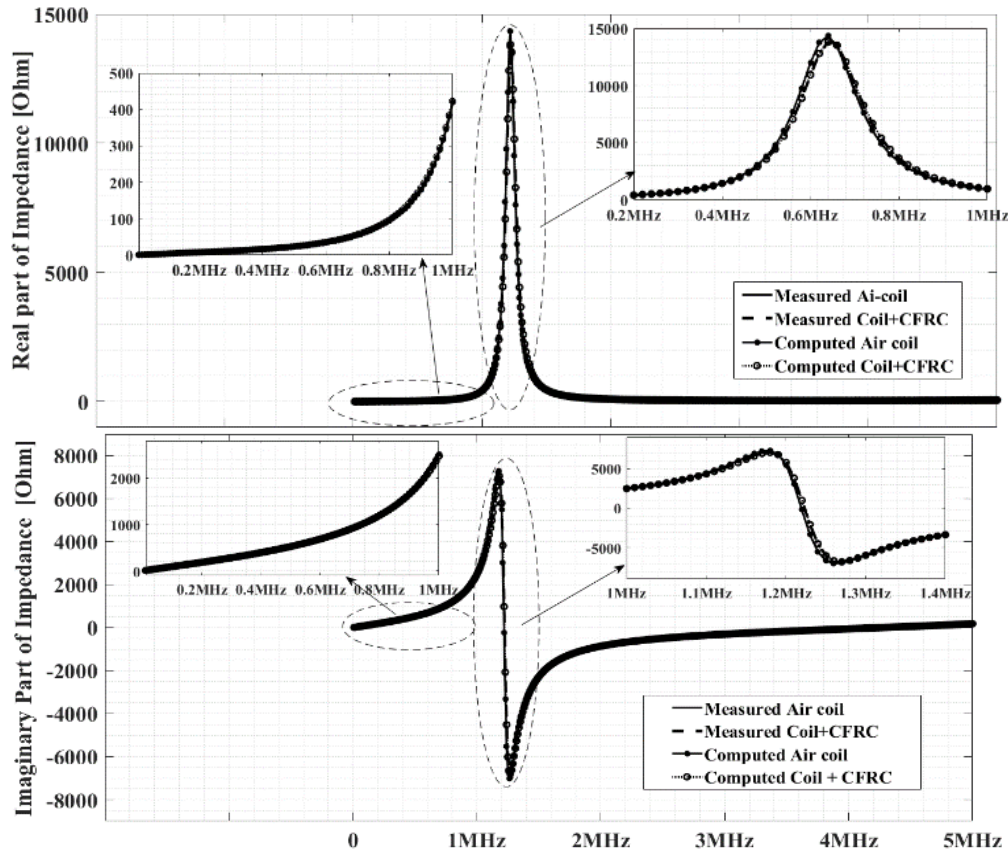 Real part of Impedance [Ohm]
15000
10000
5000
0
500
400
300
200
100
0
0.2MHz 0.4MHz 0.6MHz 0.8MHz 1MHz
15000
10000
5000
0
0.2MHz 0.4MHz 0.6MHz 0.8MHz 1MHz
Measured Ai-coil
Measured Coil+CFRC
Computed Air coil
Computed Coil+CFRC
Imaginary Part of Impedance [Ohm]
8000
6000
4000
2000
0
-2000
-4000
-6000
-8000
2000
1000
0
0.2MHz 0.4MHz 0.6MHz 0.8MHz 1MHz
5000
0
-5000
1MHz 1.1MHz 1.2MHz 1.3MHz 1.4MHz
Measured Air coil
Measured Coil+CFRC
Computed Air coil
Computed Coil + CFRC
0 1MHz 2MHz 3MHz 4MHz 5MHz